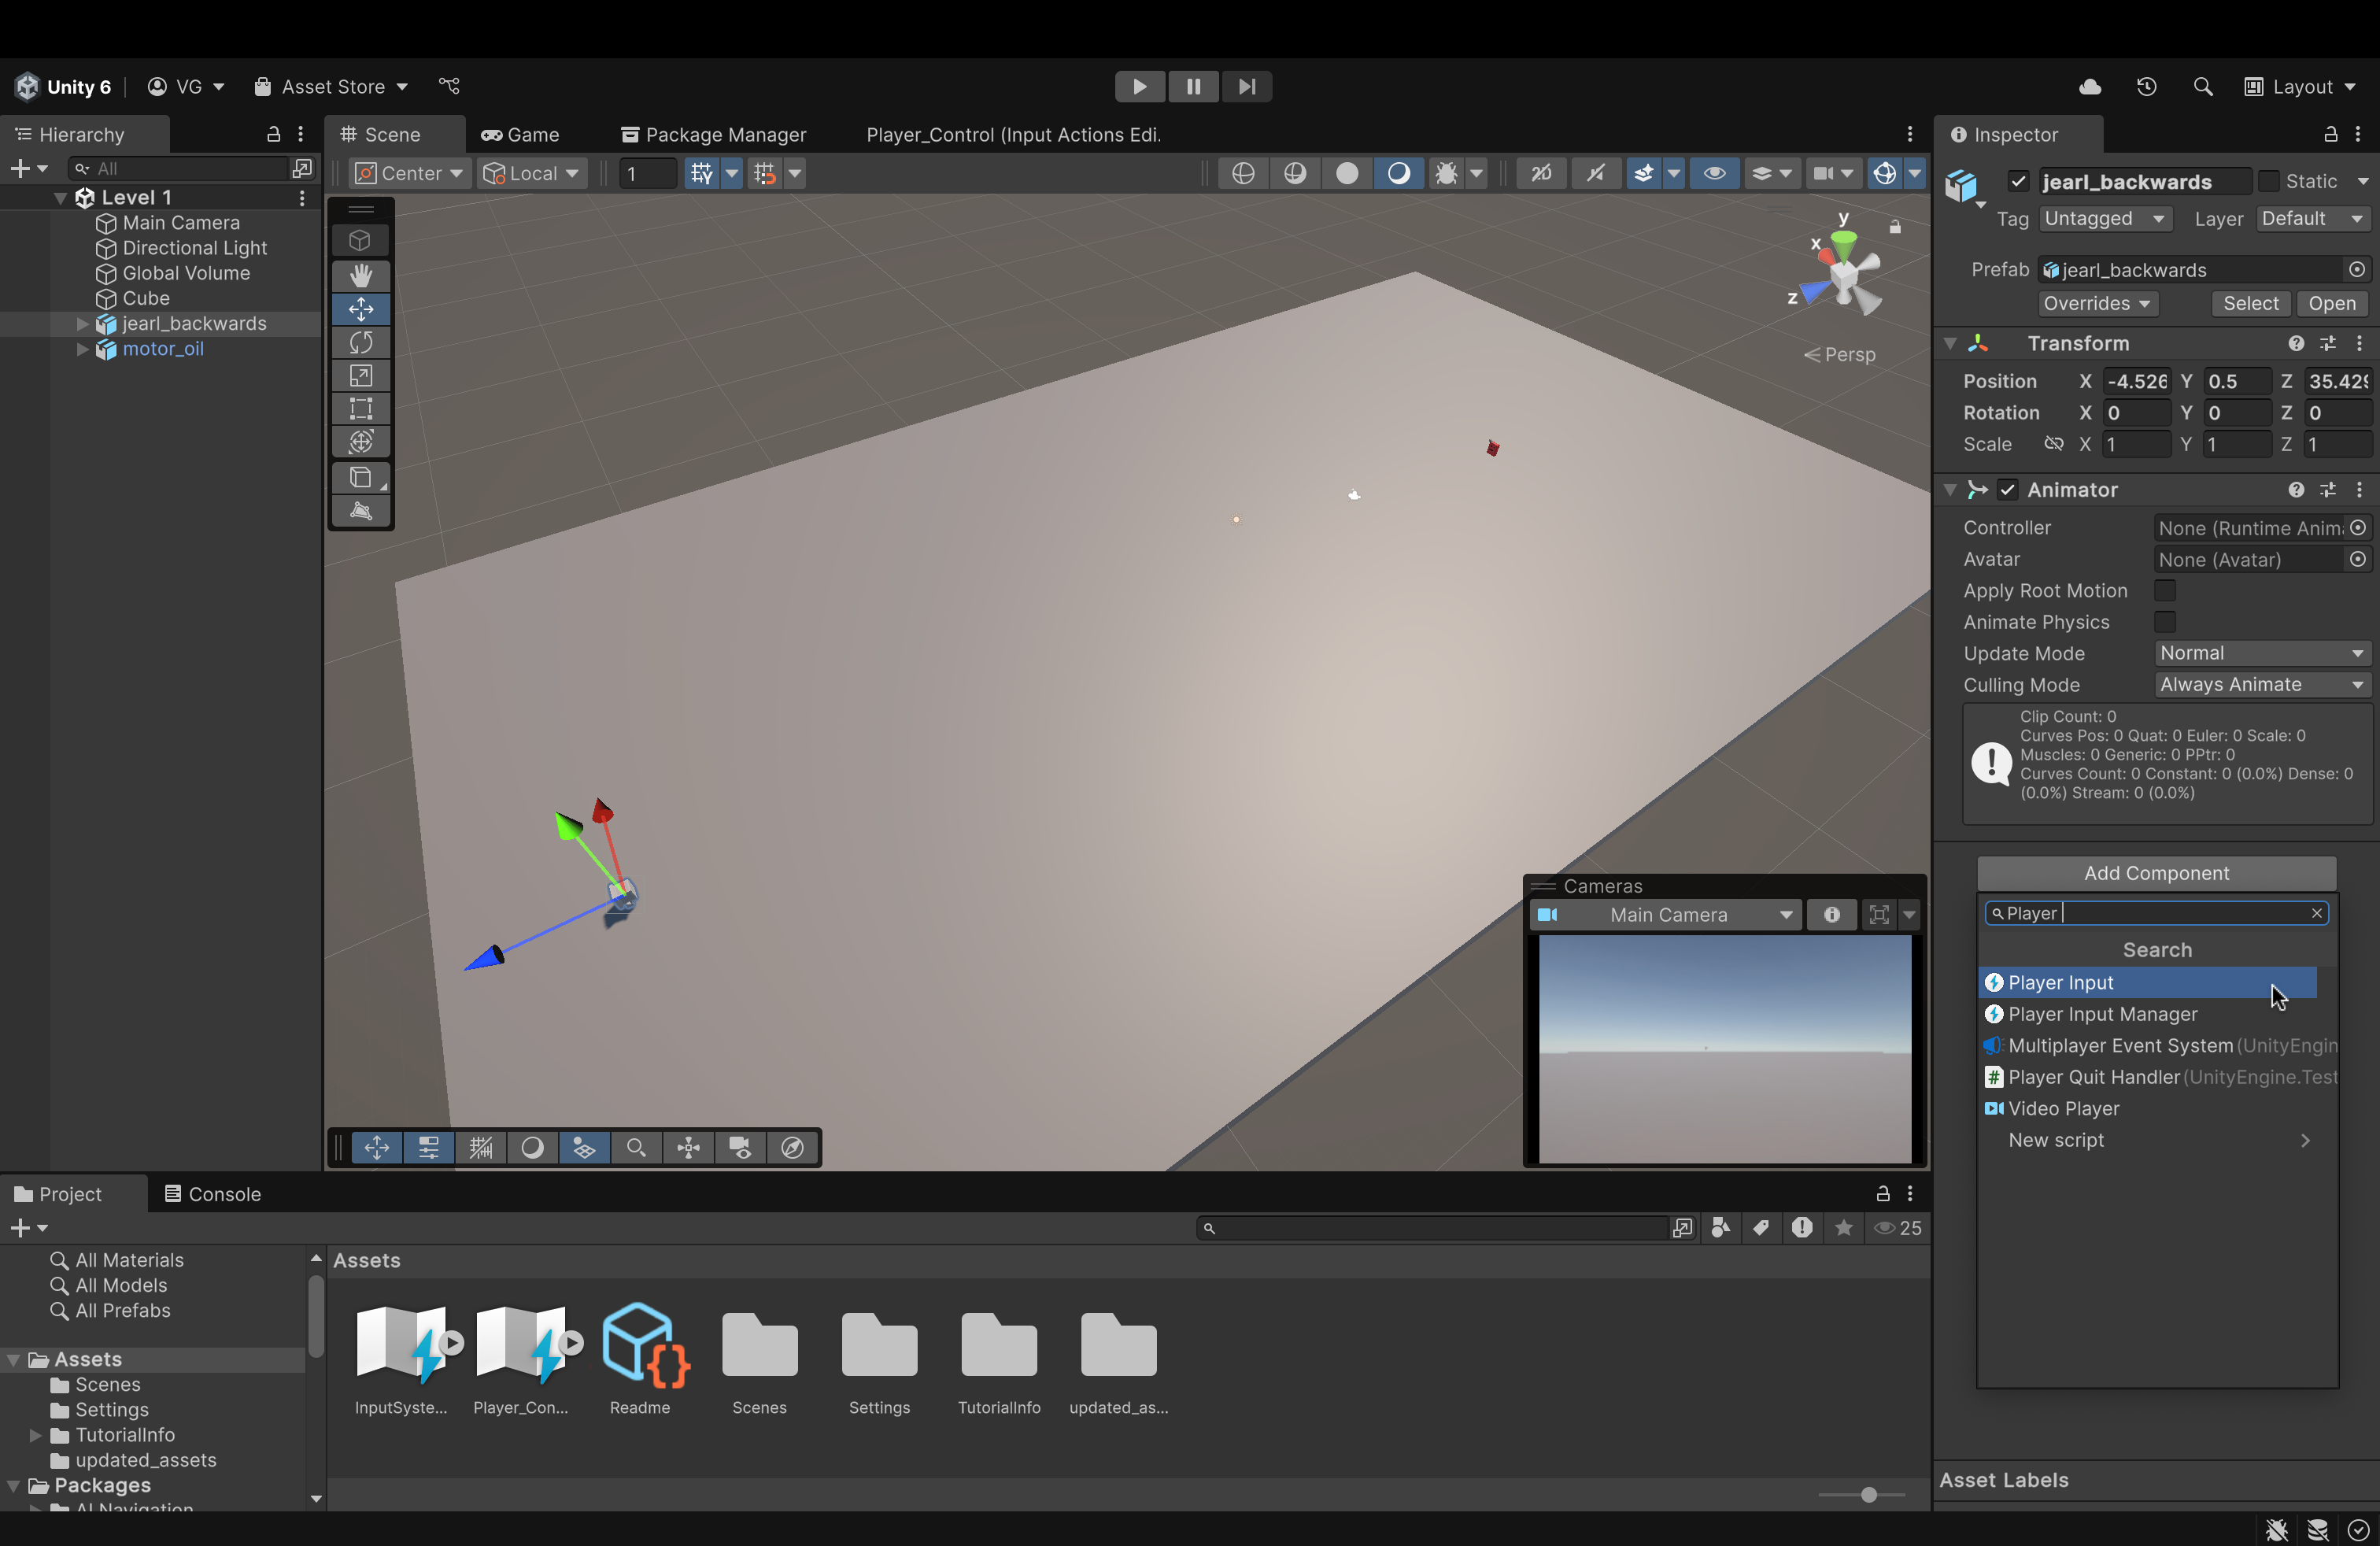 Unity 6
VG
Asset Store
Layout
Hierarchy
All
Level 1
Main Camera
Directional Light
Global Volume
Cube
jearl_backwards
motor_oil
Scene
Game
Package Manager
Player_Control (Input Actions Edi.
Center
Local
1
2D
y
x
z
Persp
Cameras
Main Camera
Inspector
jearl_backwards
Static
Tag
Untagged
Layer
Default
Prefab
jearl_backwards
Overrides
Select
Open
Transform
Position X -4.526 Y 0.5 Z 35.429
Rotation X 0 Y 0 Z 0
Scale X 1 Y 1 Z 1
Animator
Controller None (Runtime Anim
Avatar None (Avatar)
Apply Root Motion
Animate Physics
Update Mode Normal
Culling Mode Always Animate
Clip Count: 0
Curves Pos: 0 Quat: 0 Euler: 0 Scale: 0
Muscles: 0 Generic: 0 PPtr: 0
Curves Count: 0 Constant: 0 (0.0%) Dense: 0
(0.0%) Stream: 0 (0.0%)
Add Component
Player
Search
Player Input
Player Input Manager
Multiplayer Event System (UnityEngin
Player Quit Handler (UnityEngine.Test
Video Player
New script
Asset Labels
Project
Console
25
All Materials
All Models
All Prefabs
Assets
Scenes
Settings
TutorialInfo
updated_assets
Packages
AI Navigation
Assets
InputSyste...
Player_Con...
Readme
Scenes
Settings
TutorialInfo
updated_as...